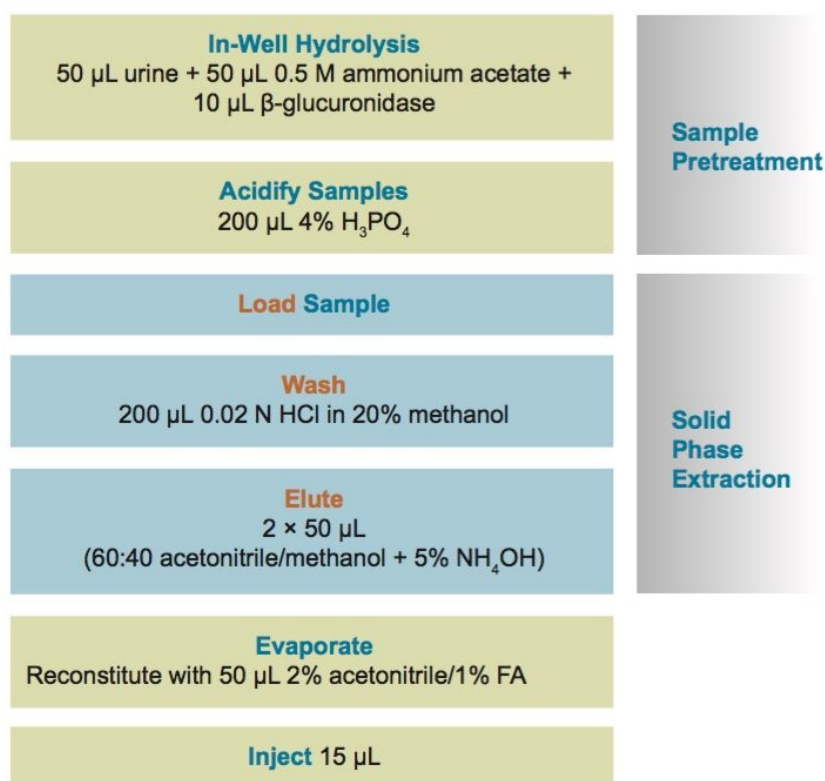 In-Well Hydrolysis
50 µL urine + 50 µL 0.5 M ammonium acetate +
10 µL β-glucuronidase
Acidify Samples
200 µL 4% H₃PO₄
Sample
Pretreatment
Load Sample
Wash
200 µL 0.02 N HCl in 20% methanol
Elute
2 × 50 µL
(60:40 acetonitrile/methanol + 5% NH₄OH)
Solid
Phase
Extraction
Evaporate
Reconstitute with 50 µL 2% acetonitrile/1% FA
Inject 15 µL